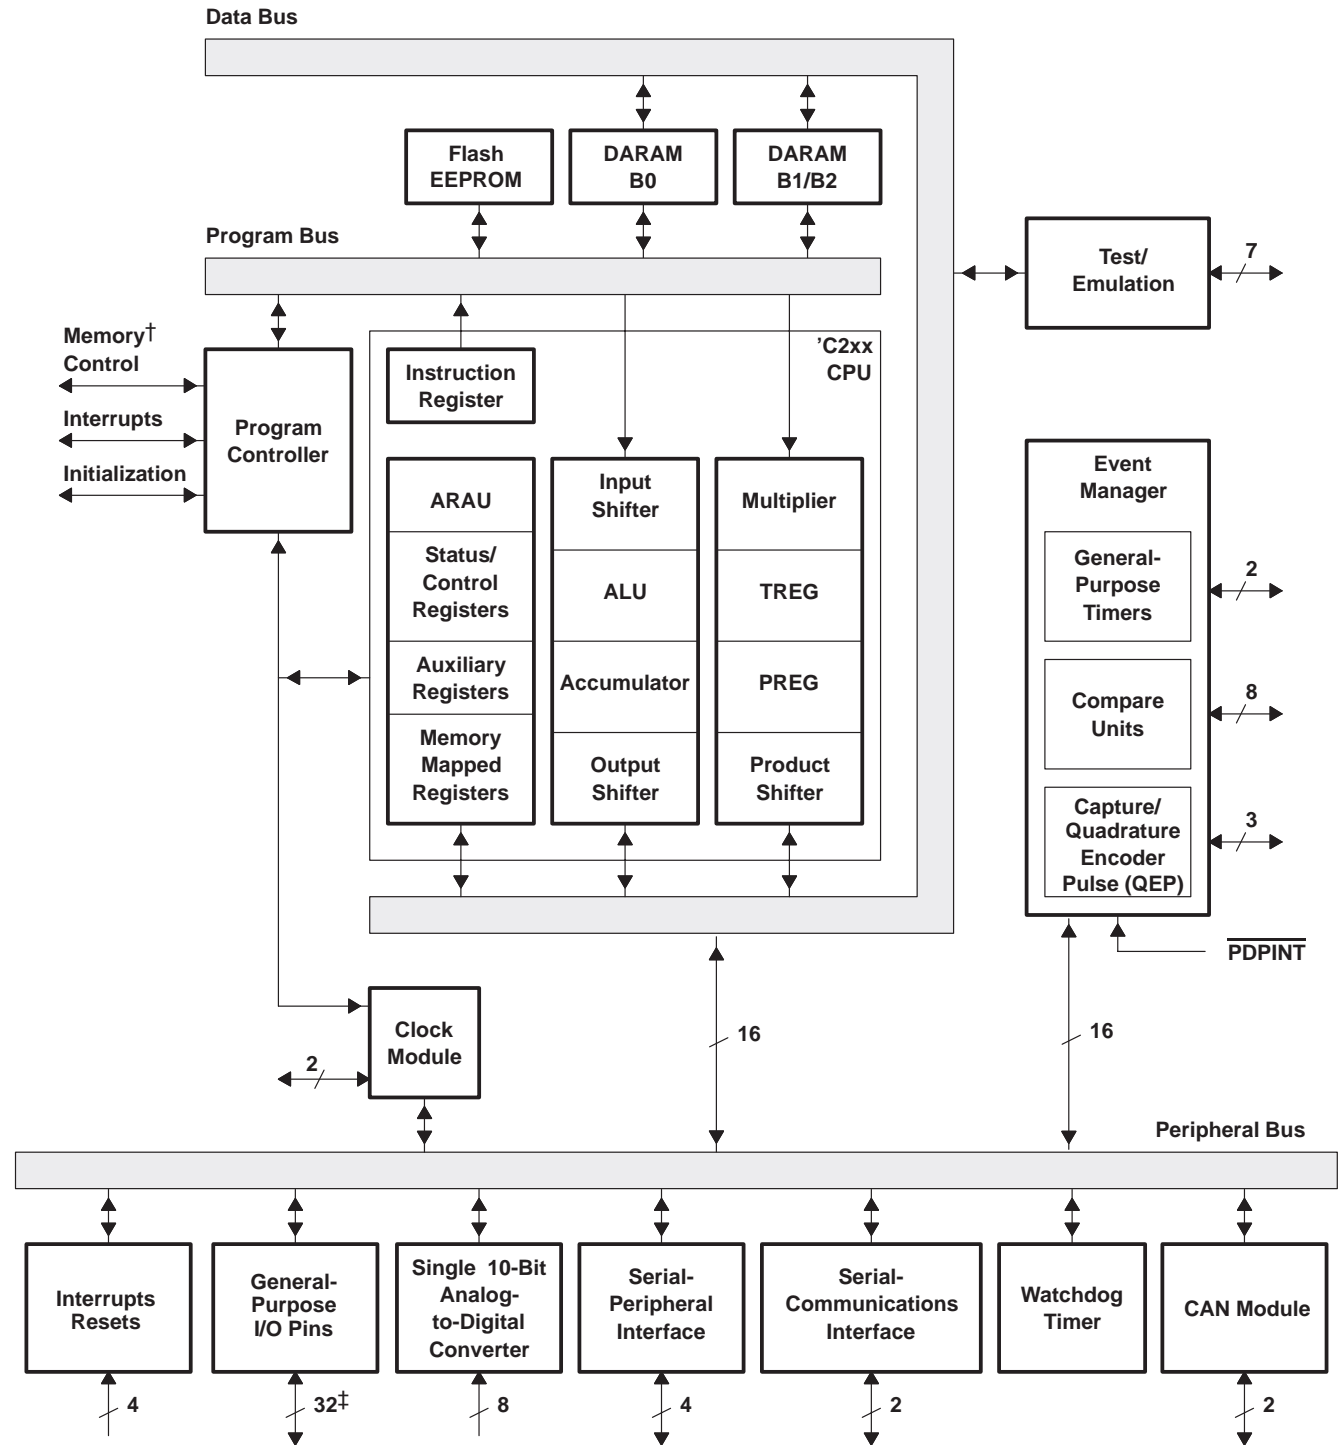 Data Bus
Flash
EEPROM
DARAM
B0
DARAM
B1/B2
Program Bus
Test/
Emulation
7
Memory†
Control
Interrupts
Initialization
Program
Controller
Instruction
Register
’C2xx
CPU
ARAU
Status/
Control
Registers
Auxiliary
Registers
Memory
Mapped
Registers
Input
Shifter
ALU
Accumulator
Output
Shifter
Multiplier
TREG
PREG
Product
Shifter
Event
Manager
General-
Purpose
Timers
2
Compare
Units
8
Capture/
Quadrature
Encoder
Pulse (QEP)
3
PDPINT
Clock
Module
2
16
16
Peripheral Bus
Interrupts
Resets
General-
Purpose
I/O Pins
Single 10-Bit
Analog-
to-Digital
Converter
Serial-
Peripheral
Interface
Serial-
Communications
Interface
Watchdog
Timer
CAN Module
4
32‡
8
4
2
2